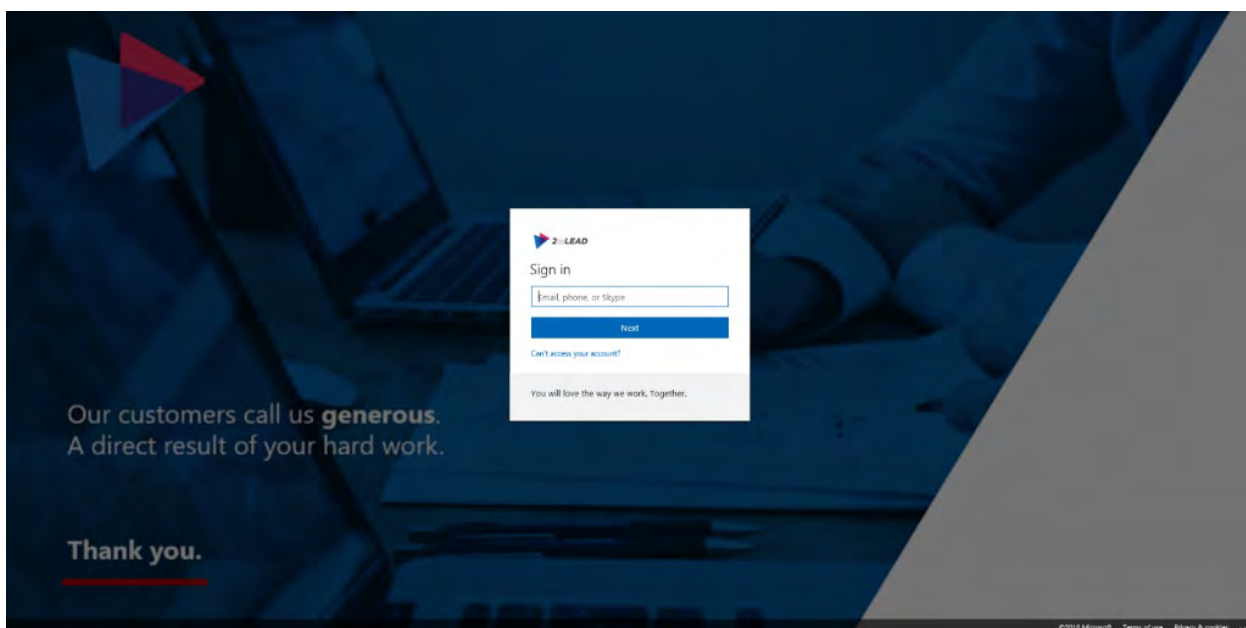 2toLEAD
Sign in
Email, phone, or Skype
Next
Can't access your account?
You will love the way we work, Together.
Our customers call us generous.
A direct result of your hard work.
Thank you.
Microsoft Terms of use Privacy & cookies